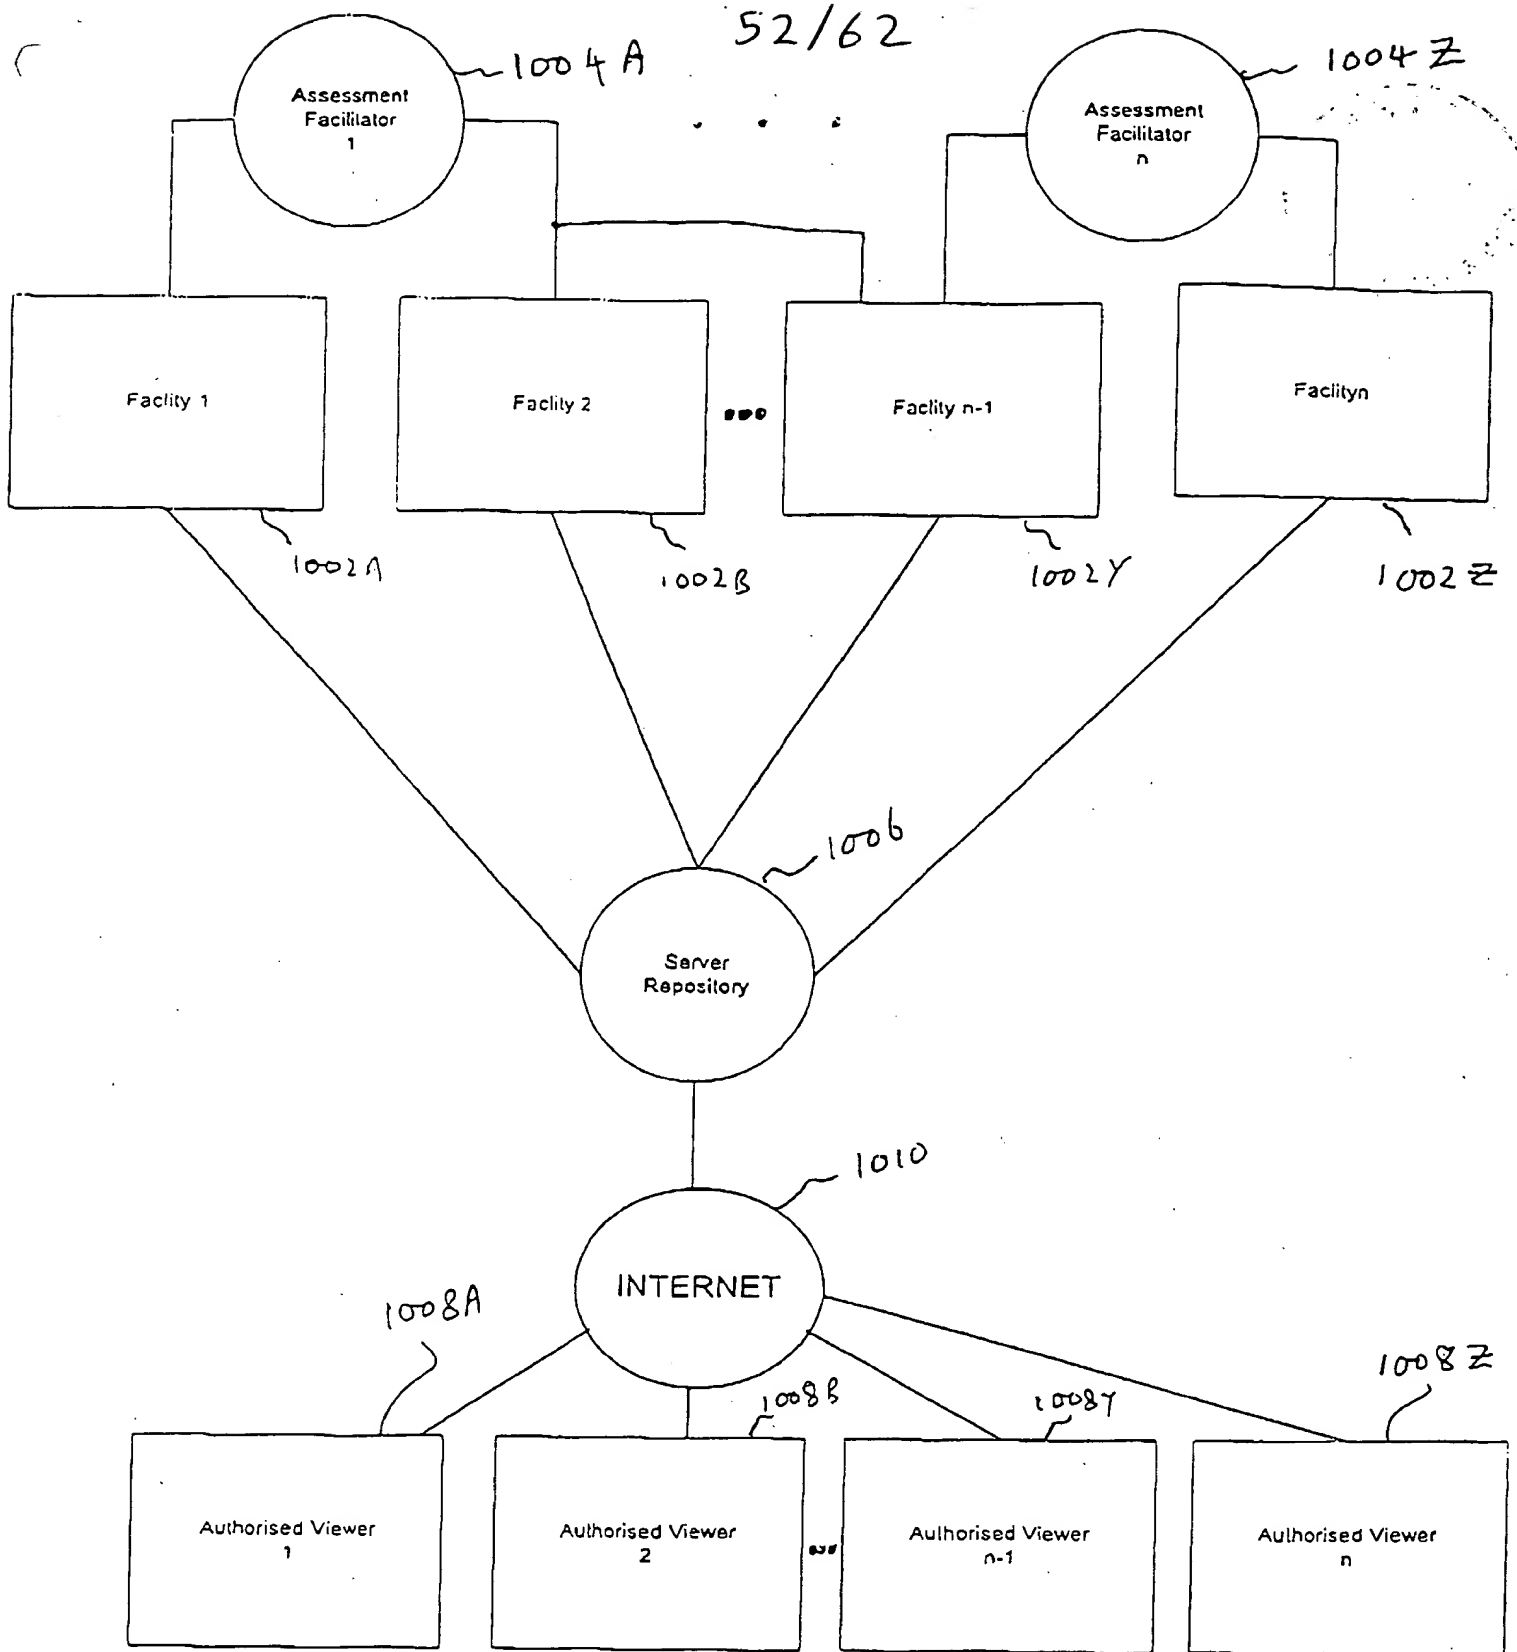 52/62
1004A
1004Z
Assessment
Facilitator
1
Assessment
Facilitator
n
Faclity 1
Faclity 2
...
Faclity n-1
Faclityn
1002A
1002B
1002Y
1002Z
1006
Server
Repository
1010
INTERNET
1008A
1008B
1008Y
1008Z
Authorised Viewer
1
Authorised Viewer
2
...
Authorised Viewer
n-1
Authorised Viewer
n